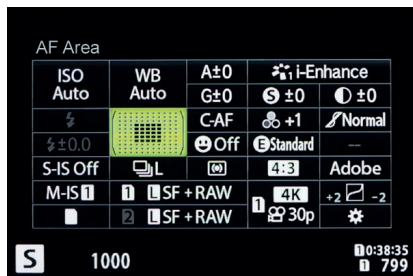 AF Area
ISO Auto WB Auto A±0 1 i-Enhance
G±0 S ±0 ±0
C-AF +1 Normal
±0.0 Off E Standard --
S-IS Off L 4:3 Adobe
M-IS 1 1 L SF+RAW 1 4K 30p +2 -2
2 L SF+RAW
S 1000 1 0:38:35
1 799